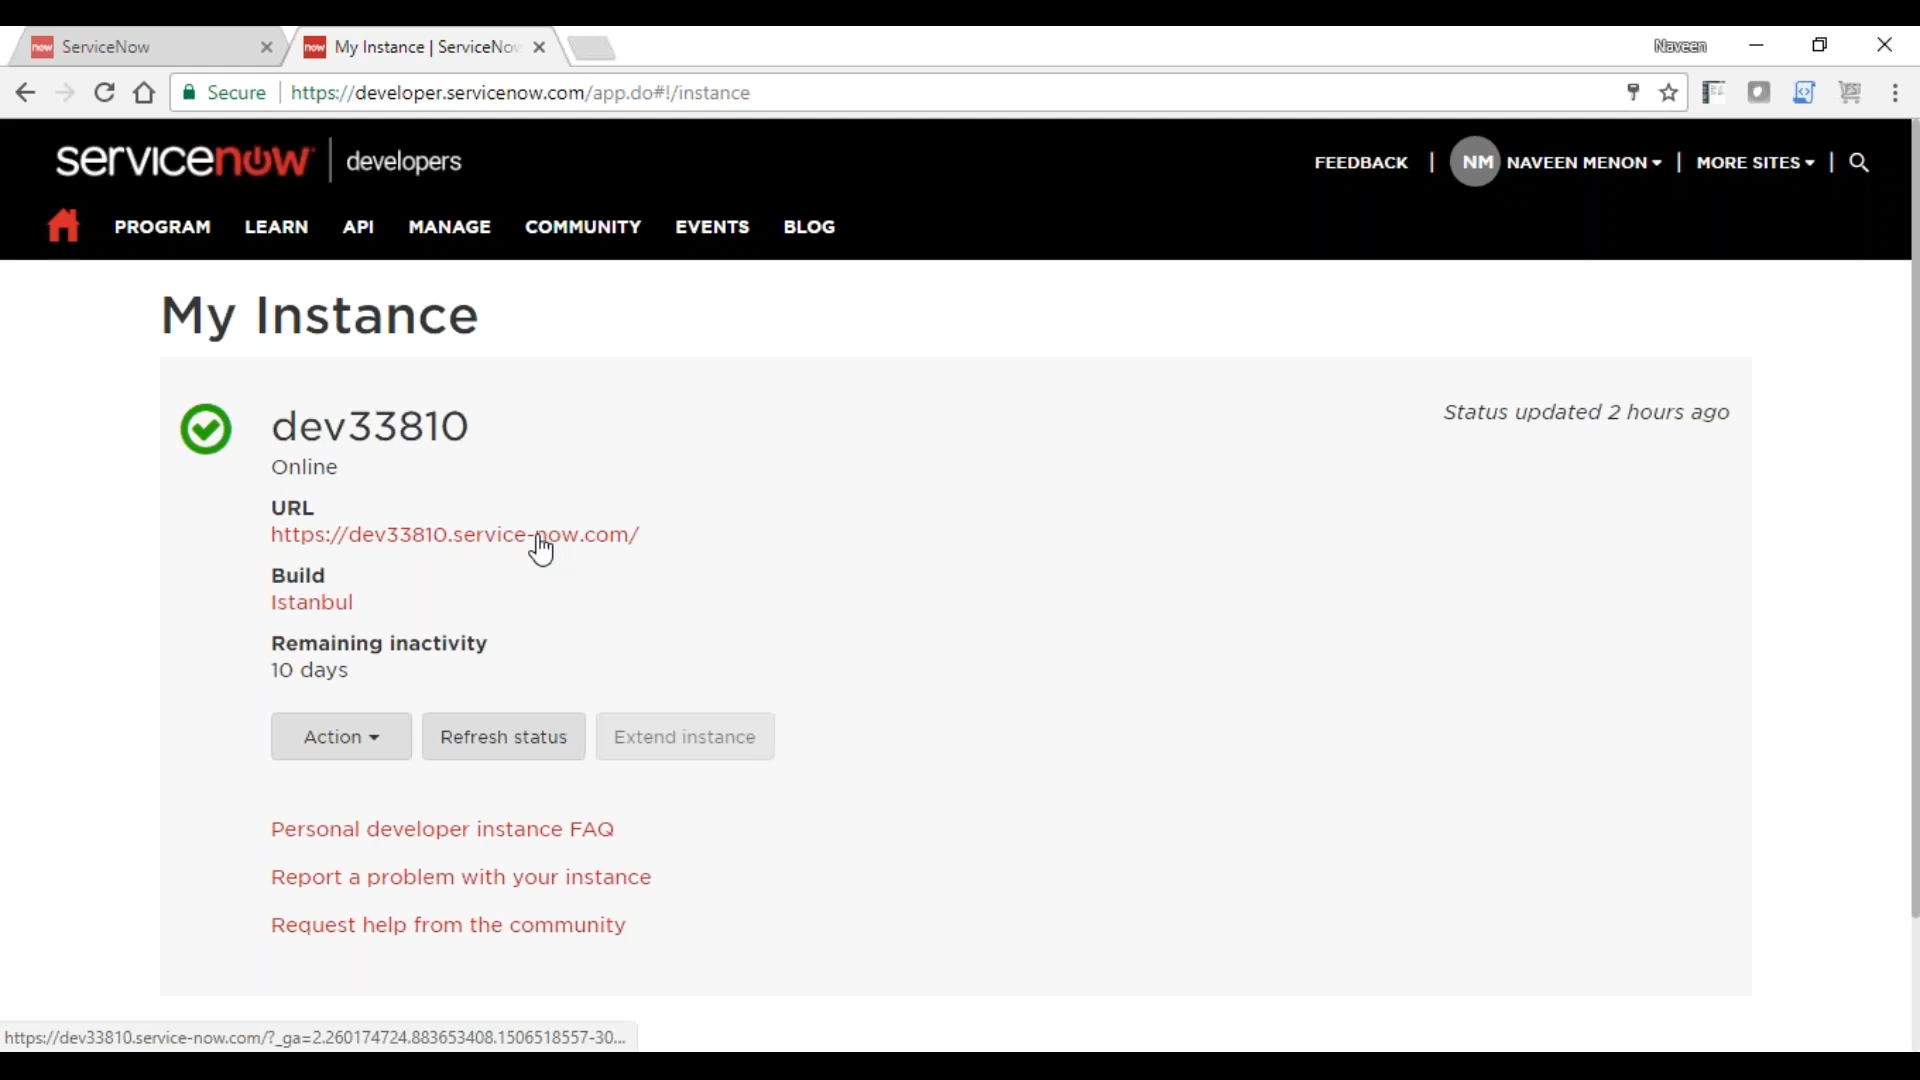 now ServiceNow
now My Instance | ServiceNow
Naveen
Secure https://developer.servicenow.com/app.do#!/instance
servicenow developers
FEEDBACK | NM NAVEEN MENON | MORE SITES |
PROGRAM LEARN API MANAGE COMMUNITY EVENTS BLOG
My Instance
dev33810
Status updated 2 hours ago
Online
URL
https://dev33810.service-now.com/
Build
Istanbul
Remaining inactivity
10 days
Action Refresh status Extend instance
Personal developer instance FAQ
Report a problem with your instance
Request help from the community
https://dev33810.service-now.com/?_ga=2.260174724.883653408.1506518557-30...